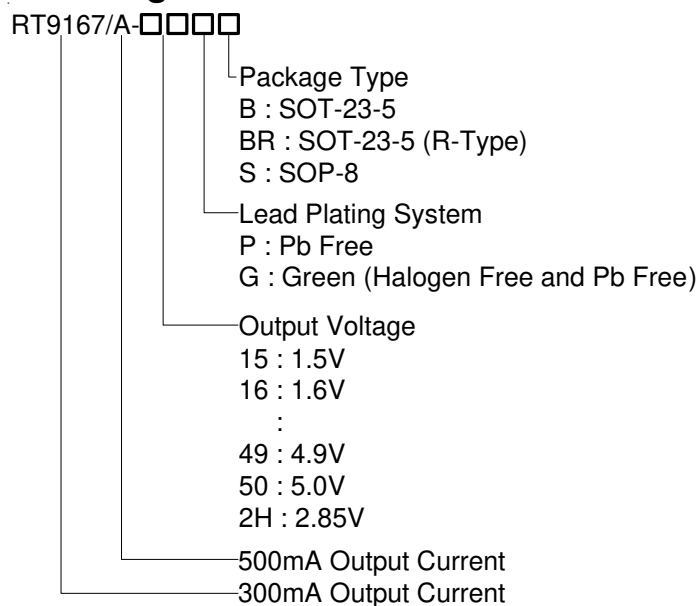 RT9167/A-□□□□
Package Type
B : SOT-23-5
BR : SOT-23-5 (R-Type)
S : SOP-8
Lead Plating System
P : Pb Free
G : Green (Halogen Free and Pb Free)
Output Voltage
15 : 1.5V
16 : 1.6V
:
49 : 4.9V
50 : 5.0V
2H : 2.85V
500mA Output Current
300mA Output Current